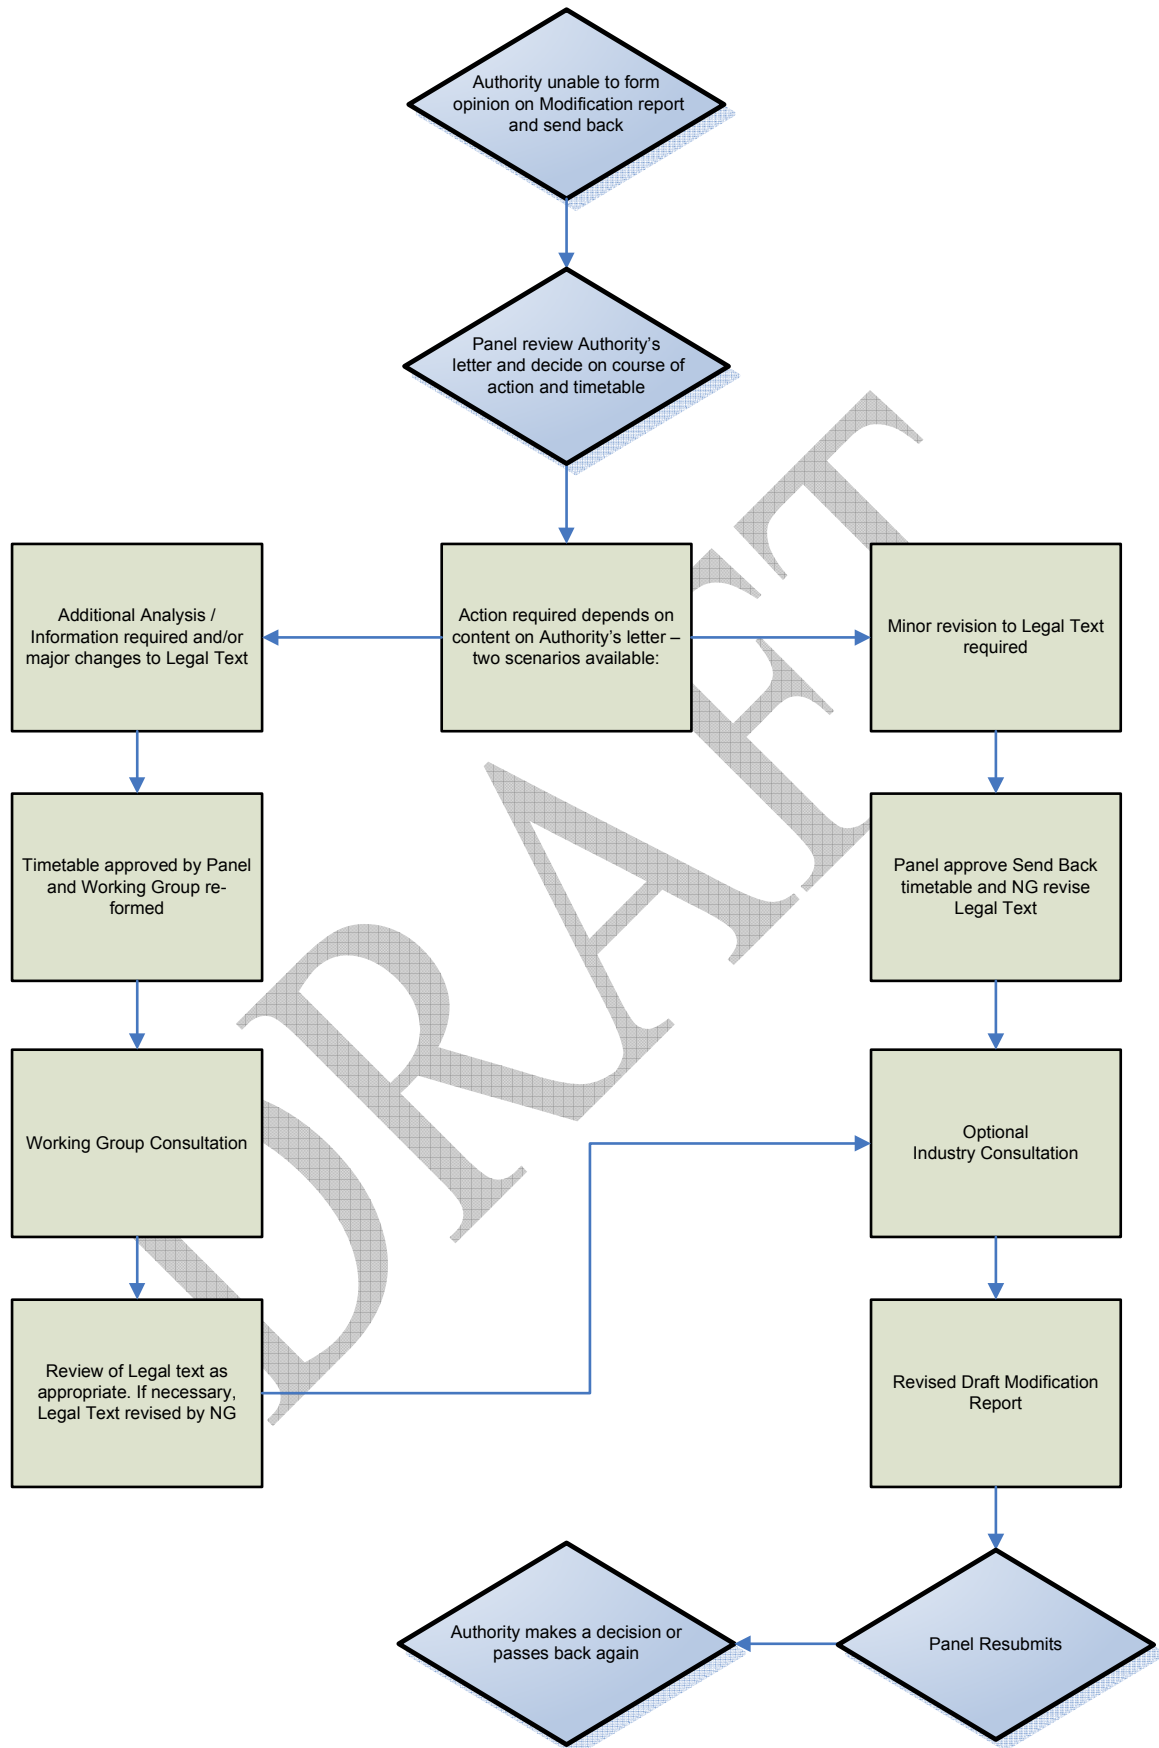 Authority unable to form
opinion on Modification report
and send back
Panel review Authority's
letter and decide on course of
action and timetable
Additional Analysis /
Information required and/or
major changes to Legal Text
Action required depends on
content on Authority's letter –
two scenarios available:
Minor revision to Legal Text
required
Timetable approved by Panel
and Working Group re-
formed
Panel approve Send Back
timetable and NG revise
Legal Text
Working Group Consultation
Optional
Industry Consultation
Review of Legal text as
appropriate. If necessary,
Legal Text revised by NG
Revised Draft Modification
Report
Authority makes a decision or
passes back again
Panel Resubmits
DRAFT